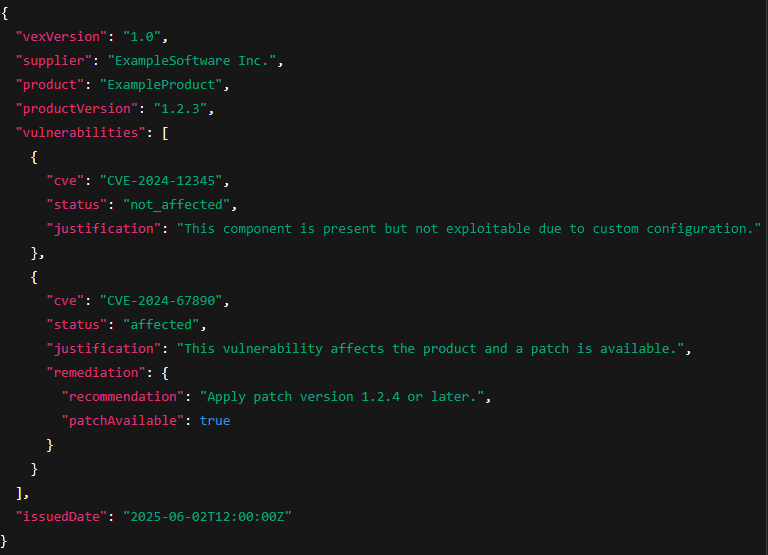 {
  "vexVersion": "1.0",
  "supplier": "ExampleSoftware Inc.",
  "product": "ExampleProduct",
  "productVersion": "1.2.3",
  "vulnerabilities": [
    {
      "cve": "CVE-2024-12345",
      "status": "not_affected",
      "justification": "This component is present but not exploitable due to custom configuration."
    },
    {
      "cve": "CVE-2024-67890",
      "status": "affected",
      "justification": "This vulnerability affects the product and a patch is available.",
      "remediation": {
        "recommendation": "Apply patch version 1.2.4 or later.",
        "patchAvailable": true
      }
    }
  ],
  "issuedDate": "2025-06-02T12:00:00Z"
}